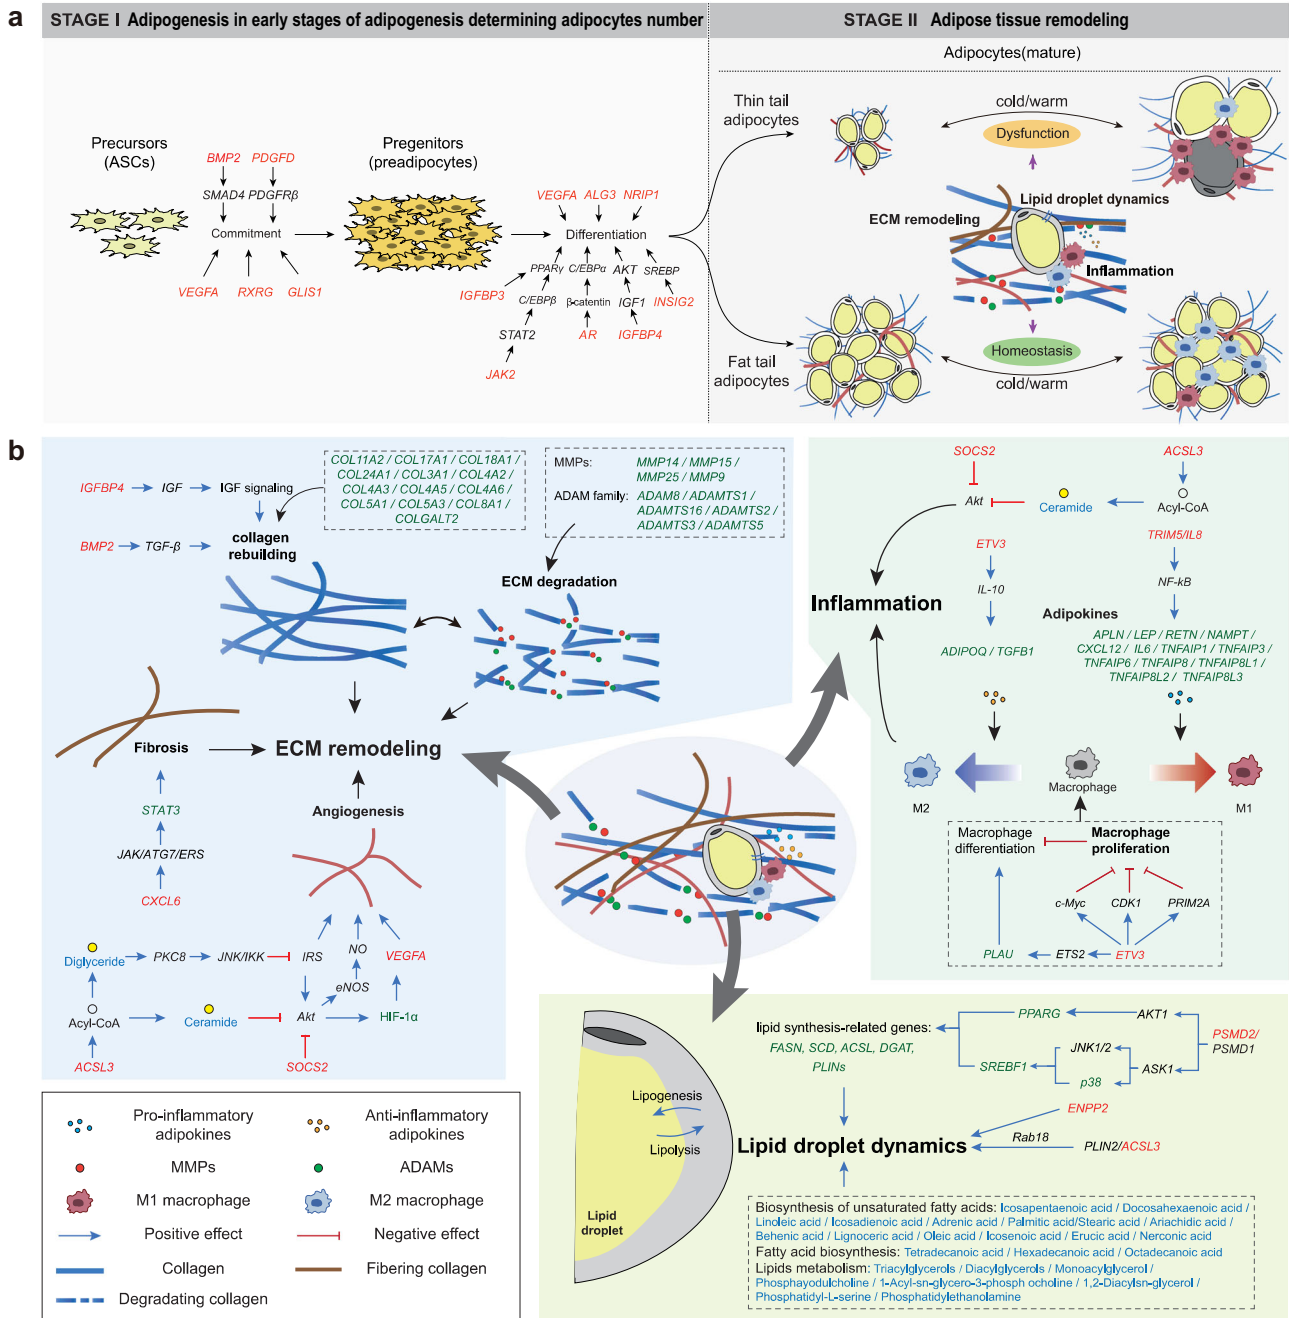 a
STAGE I Adipogenesis in early stages of adipogenesis determining adipocytes number
STAGE II Adipose tissue remodeling
Adipocytes(mature)
Precursors
(ASCs)
BMP2 PDGFD
SMAD4 PDGFRβ
Commitment
VEGFA RXRG GLIS1
Progenitors
(preadipocytes)
VEGFA ALG3 NRIP1
Differentiation
PPARγ C/EBPα AKT SREBP
IGFBP3
C/EBPβ β-catentin IGF1 INSIG2
STAT2 AR IGFBP4
JAK2
Thin tail
adipocytes
cold/warm
Dysfunction
Lipid droplet dynamics
ECM remodeling
Inflammation
Homeostasis
cold/warm
Fat tail
adipocytes
b
IGFBP4 IGF IGF signaling
BMP2 TGF-β collagen
rebuilding
COL11A2 / COL17A1 / COL18A1 /
COL24A1 / COL3A1 / COL4A2 /
COL4A3 / COL4A5 / COL4A6 /
COL5A1 / COL5A3 / COL8A1 /
COLGALT2
MMPs: MMP14 / MMP15 /
MMP25 / MMP9
ADAM family: ADAM8 / ADAMTS1 /
ADAMTS16 / ADAMTS2 /
ADAMTS3 / ADAMTS5
ECM degradation
Fibrosis
ECM remodeling
STAT3
JAK/ATG7/ERS
CXCL6
Angiogenesis
Diglyceride PKC8 JNK/IKK IRS NO VEGFA
eNOS
Acyl-CoA Ceramide Akt HIF-1α
ACSL3 SOCS2
SOCS2 ACSL3
Akt Ceramide Acyl-CoA
ETV3 TRIM5/IL8
IL-10 NF-kB
Inflammation
Adipokines
ADIPOQ / TGFB1
APLN / LEP / RETN / NAMPT /
CXCL12 / IL6 / TNFAIP1 / TNFAIP3 /
TNFAIP6 / TNFAIP8 / TNFAIP8L1 /
TNFAIP8L2 / TNFAIP8L3
M2 Macrophage M1
Macrophage
differentiation
Macrophage
proliferation
c-Myc CDK1 PRIM2A
PLAU ETS2 ETV3
Lipogenesis
Lipolysis
Lipid
droplet
lipid synthesis-related genes:
FASN, SCD, ACSL, DGAT,
PLINs
PPARG AKT1
PSMD2/
PSMD1
SREBF1 JNK1/2
p38 ASK1
ENPP2
Lipid droplet dynamics
Rab18 PLIN2/ACSL3
Biosynthesis of unsaturated fatty acids: Icosapentaenoic acid / Docosahexaenoic acid /
Linoleic acid / Icosadienoic acid / Adrenic acid / Palmitic acid/Stearic acid / Ariachidic acid /
Behenic acid / Lignoceric acid / Oleic acid / Icosenoic acid / Erucic acid / Nerconic acid
Fatty acid biosynthesis: Tetradecanoic acid / Hexadecanoic acid / Octadecanoic acid
Lipids metabolism: Triacylglycerols / Diacylglycerols / Monoacylglycerol /
Phosphayodulcholine / 1-Acyl-sn-glycero-3-phosph ocholine / 1,2-Diacylsn-glycerol /
Phosphatidyl-L-serine / Phosphatidylethanolamine
Pro-inflammatory
adipokines
Anti-inflammatory
adipokines
MMPs ADAMs
M1 macrophage M2 macrophage
Positive effect Negative effect
Collagen Fibering collagen
Degradating collagen